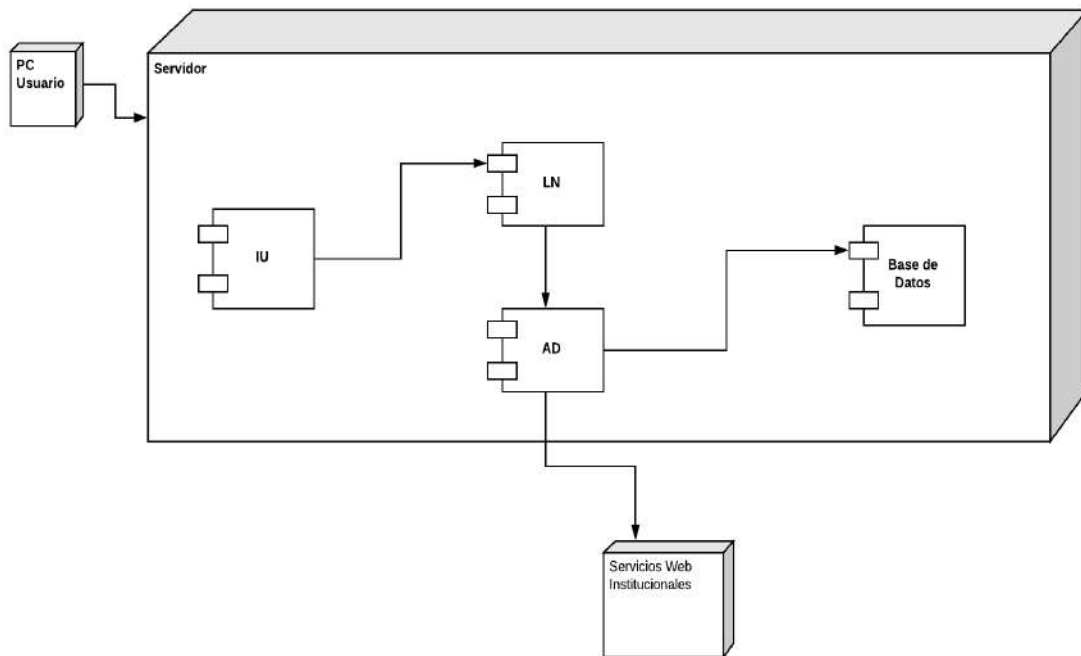 PC
Usuario
Servidor
LN
IU
Base de
Datos
AD
Servicios Web
Institucionales